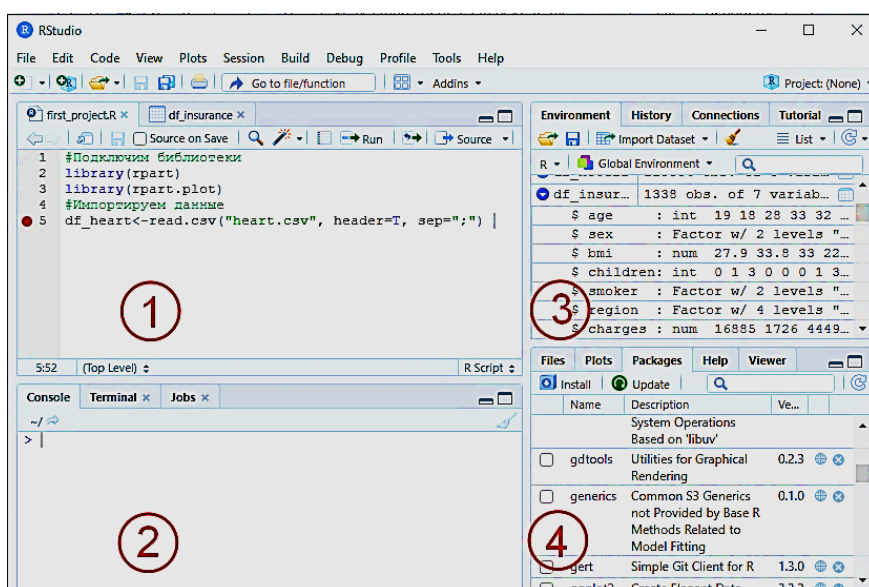 RStudio
File Edit Code View Plots Session Build Debug Profile Tools Help
Go to file/function Addins Project: (None)
first_project.R df_insurance
Source on Save Run Source
1 #Подключим библиотеки
2 library(rpart)
3 library(rpart.plot)
4 #Импортируем данные
5 df_heart<-read.csv("heart.csv", header=T, sep=";")
1
5:52 (Top Level) R Script
Console Terminal Jobs
~/
>
2
Environment History Connections Tutorial
Import Dataset List
R Global Environment
df_insur... 1338 obs. of 7 variab...
$ age : int 19 18 28 33 32 ...
$ sex : Factor w/ 2 levels "...
$ bmi : num 27.9 33.8 33 22...
$ children: int 0 1 3 0 0 0 1 3...
$ smoker : Factor w/ 2 levels "...
$ region : Factor w/ 4 levels "...
$ charges : num 16885 1726 4449...
3
Files Plots Packages Help Viewer
Install Update
Name Description Ve...
System Operations
Based on 'libuv'
gdtools Utilities for Graphical 0.2.3
Rendering
generics Common S3 Generics 0.1.0
not Provided by Base R
Methods Related to
Model Fitting
4
gert Simple Git Client for R 1.3.0